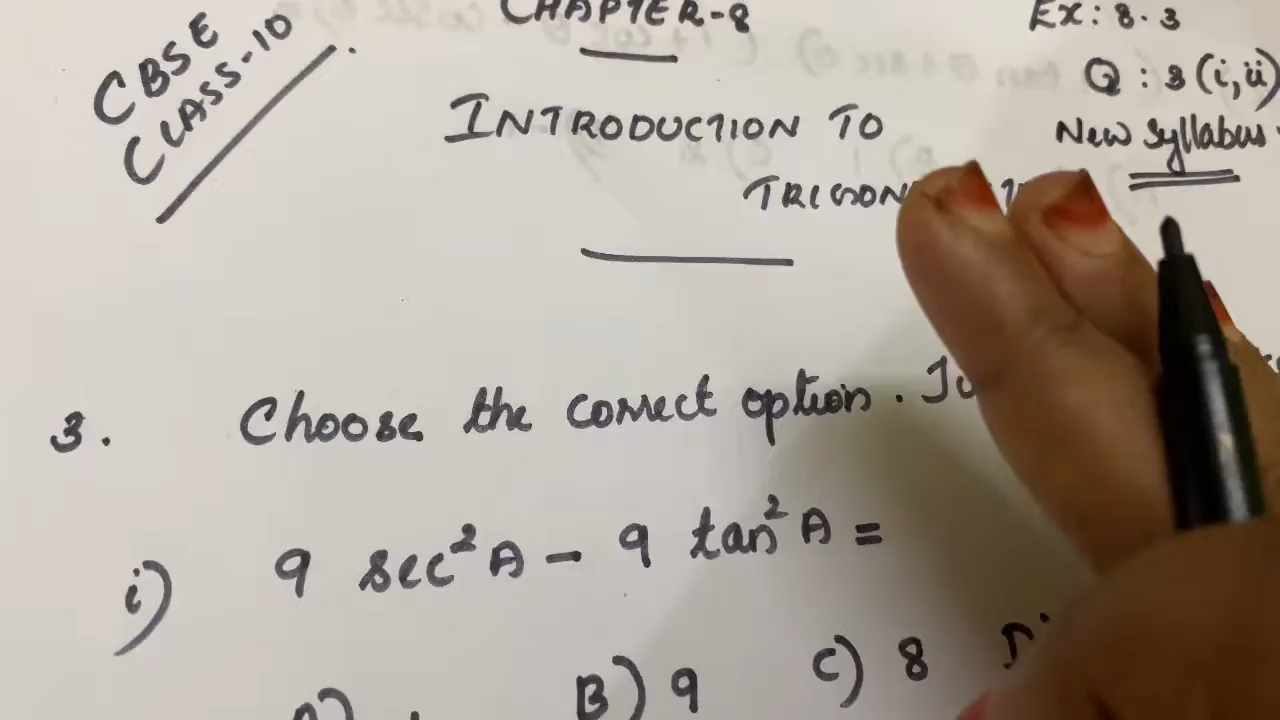 CBSE
CLASS-10
CHAPTER-8
Ex: 8.3
Q: 3 (i, ii)
New Syllabus
INTRODUCTION TO
3. Choose the correct option.
i) 9 sec²A - 9 tan²A =
B) 9 C) 8